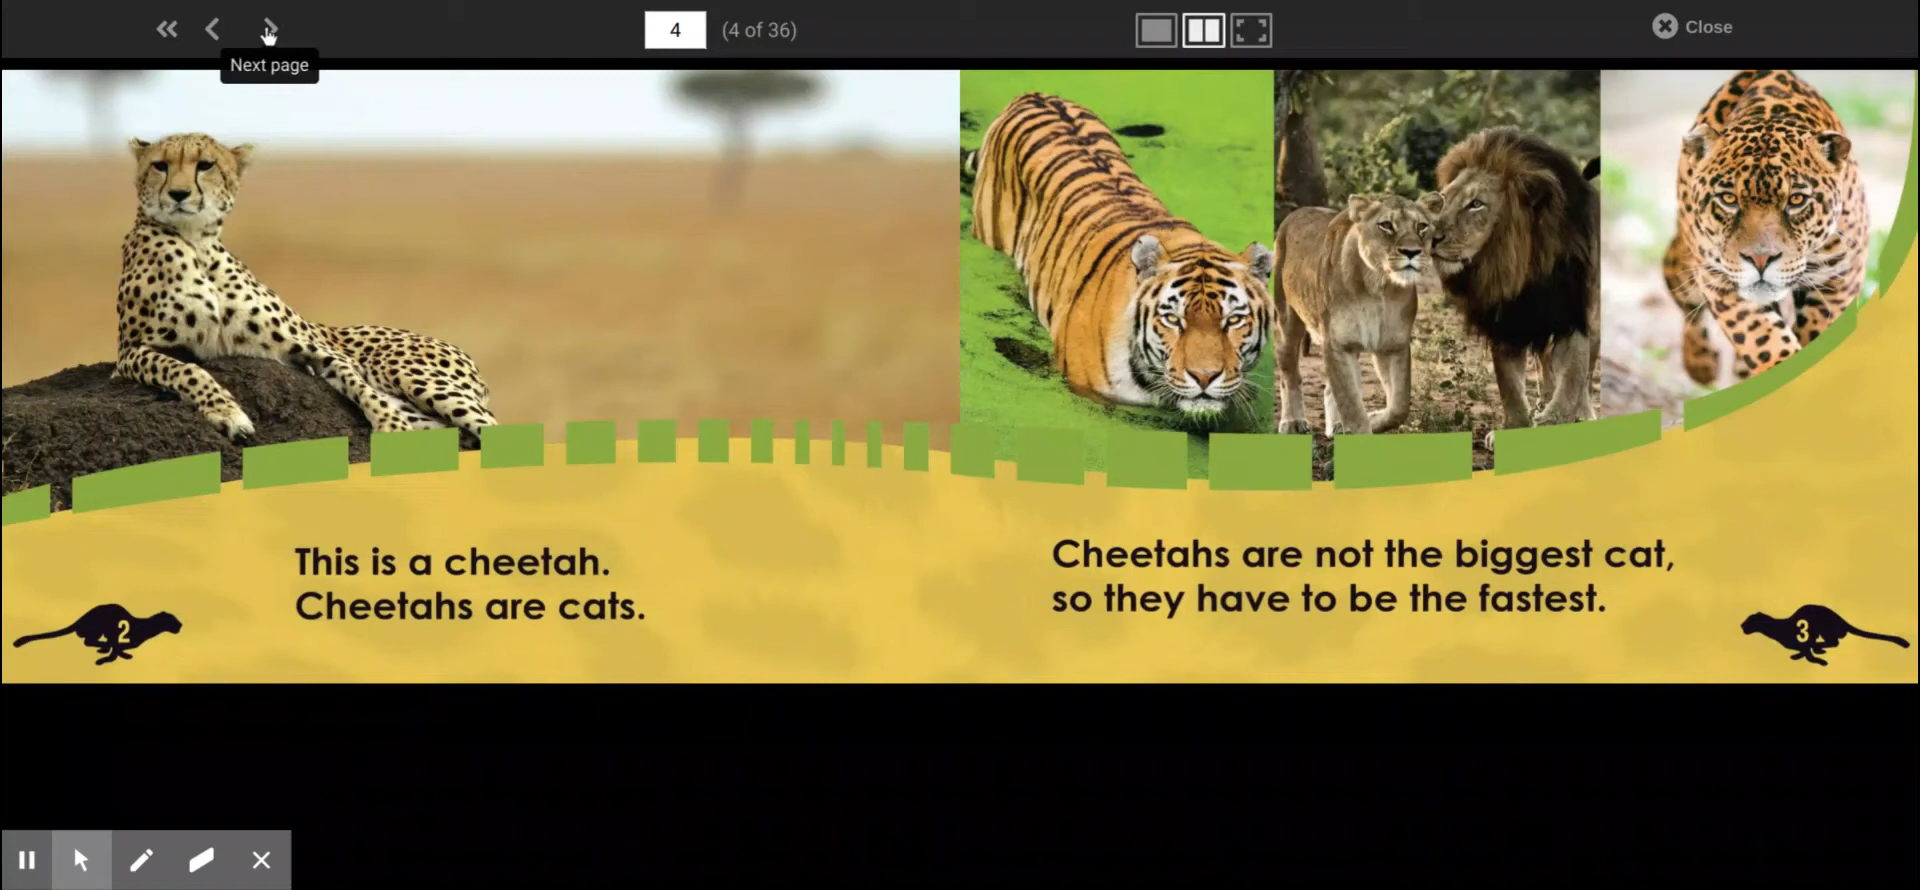 4 (4 of 36)
Close
Next page
This is a cheetah.
Cheetahs are cats.
2
Cheetahs are not the biggest cat,
so they have to be the fastest.
3